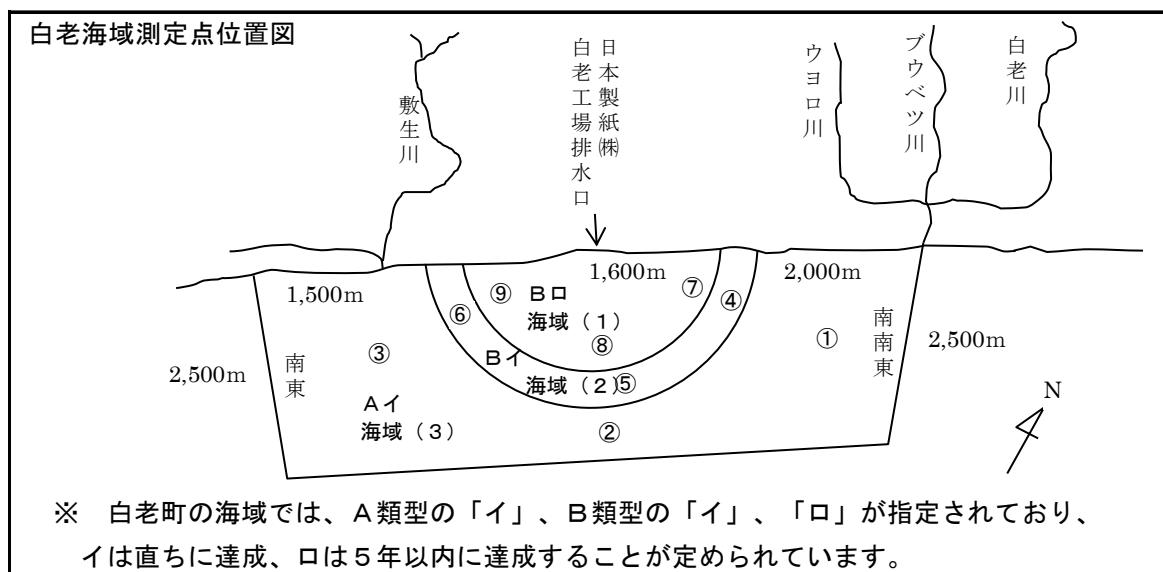 白老海域測定点位置図
敷生川
日本製紙㈱
白老工場排水口
ウヨロ川
ブウベツ川
白老川
1,500m
1,600m
2,000m
⑨
Bロ
海域（1）
⑦
④
⑥
⑧
①
③
Bイ
海域（2）
⑤
2,500m
南東
南南東
2,500m
Aイ
海域（3）
②
N
※　白老町の海域では、A類型の「イ」、B類型の「イ」、「ロ」が指定されており、
イは直ちに達成、ロは５年以内に達成することが定められています。